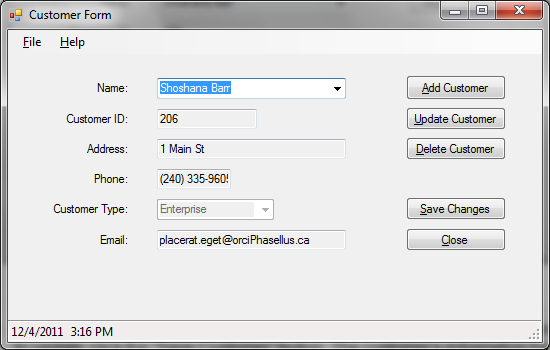 Customer Form
File Help
Name: Shoshana Barr Add Customer
Customer ID: 206 Update Customer
Address: 1 Main St Delete Customer
Phone: (240) 335-9605
Customer Type: Enterprise Save Changes
Email: placerat.eget@orciPhasellus.ca Close
12/4/2011 3:16 PM